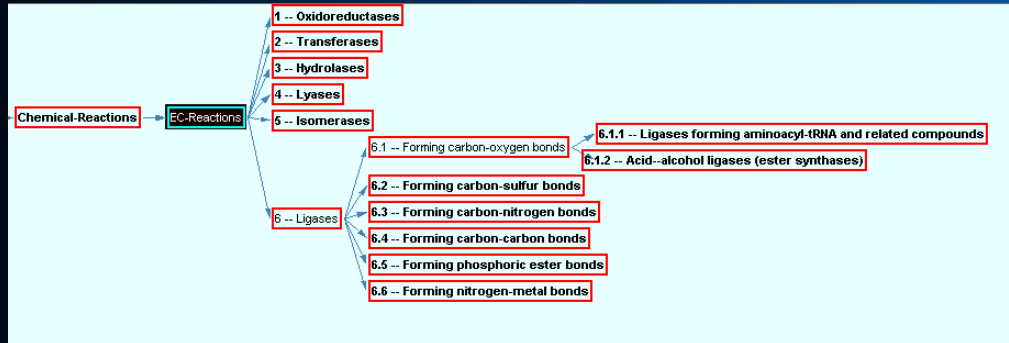 1 -- Oxidoreductases
2 -- Transferases
3 -- Hydrolases
4 -- Lyases
Chemical-Reactions
EC-Reactions
5 -- Isomerases
6.1 -- Forming carbon-oxygen bonds
6.1.1 -- Ligases forming aminoacyl-tRNA and related compounds
6.1.2 -- Acid--alcohol ligases (ester synthases)
6 -- Ligases
6.2 -- Forming carbon-sulfur bonds
6.3 -- Forming carbon-nitrogen bonds
6.4 -- Forming carbon-carbon bonds
6.5 -- Forming phosphoric ester bonds
6.6 -- Forming nitrogen-metal bonds